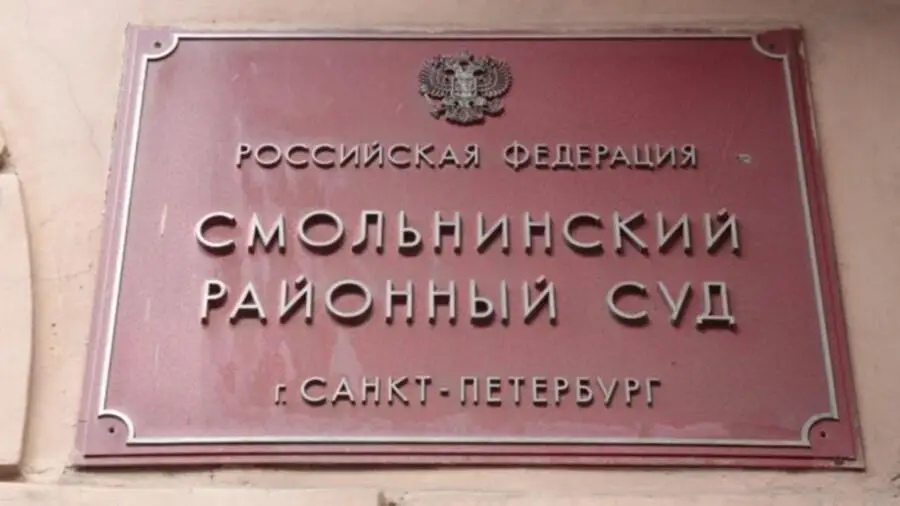 РОССИЙСКАЯ ФЕДЕРАЦИЯ
СМОЛЬНИНСКИЙ
РАЙОННЫЙ СУД
г. САНКТ-ПЕТЕРБУРГ